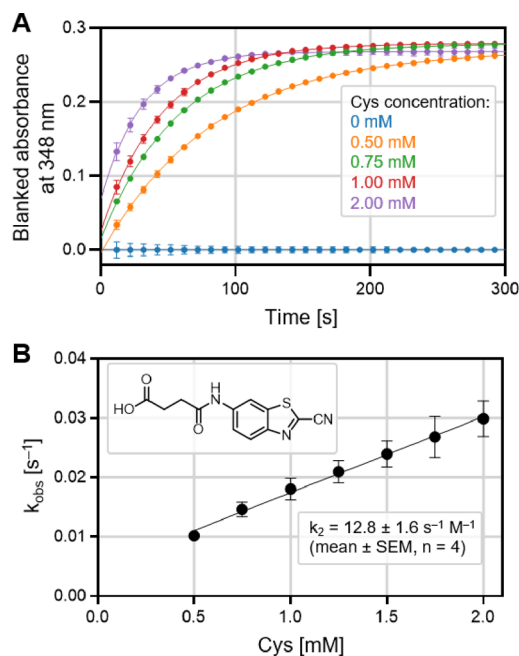 A
0.3
0.2
0.1
0.0
Blanked absorbance
at 348 nm
Cys concentration:
0 mM
0.50 mM
0.75 mM
1.00 mM
2.00 mM
0
100
200
300
Time [s]
B
0.04
0.03
0.02
0.01
0.00
k_obs [s⁻¹]
O
HO
H
N
O
S
N
CN
k₂ = 12.8 ± 1.6 s⁻¹ M⁻¹
(mean ± SEM, n = 4)
0.0
0.5
1.0
1.5
2.0
Cys [mM]